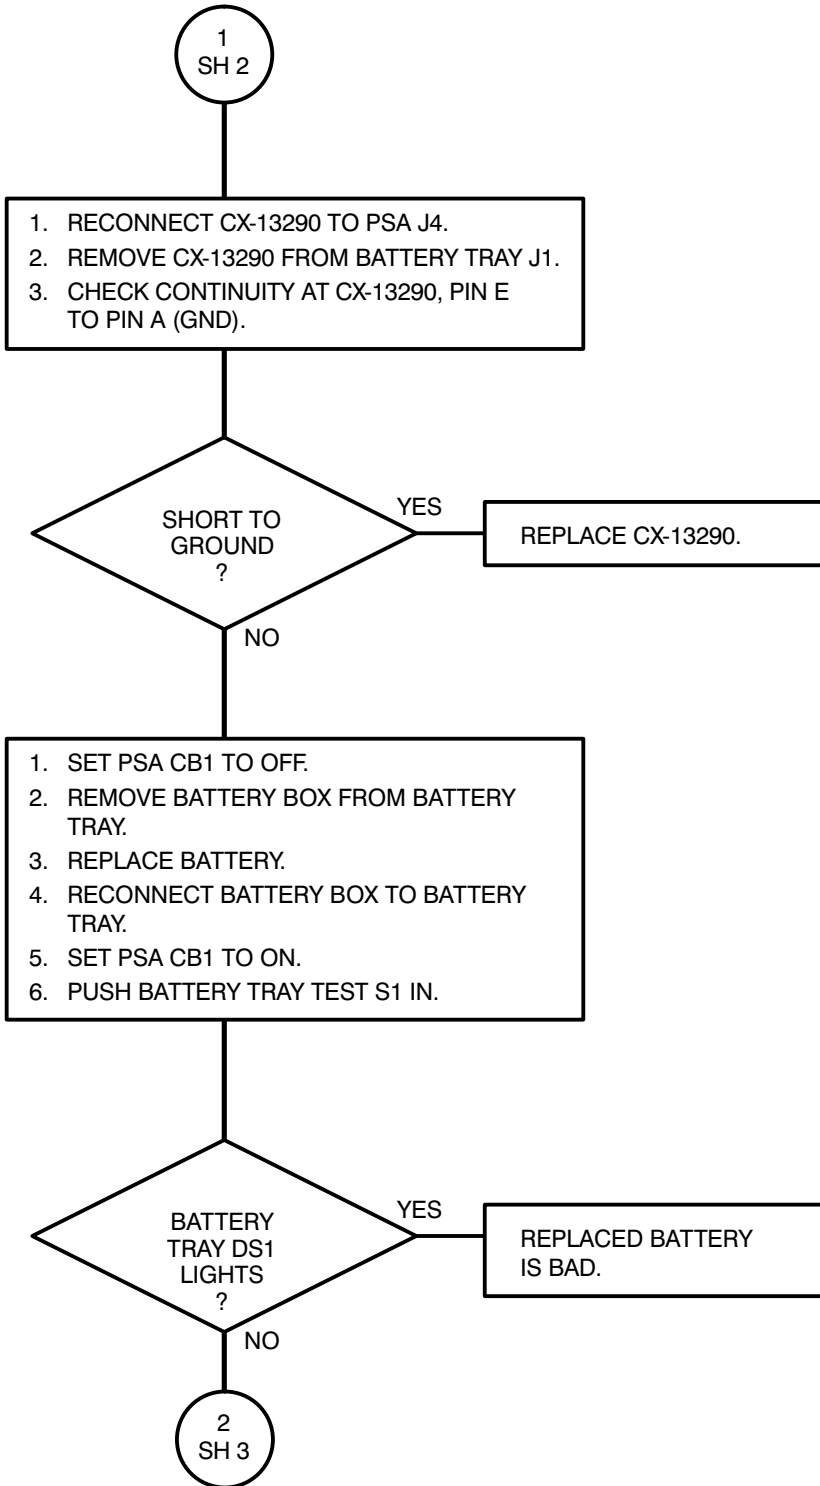 1
SH 2
1. RECONNECT CX-13290 TO PSA J4.
2. REMOVE CX-13290 FROM BATTERY TRAY J1.
3. CHECK CONTINUITY AT CX-13290, PIN E
TO PIN A (GND).
SHORT TO
GROUND
?
YES
REPLACE CX-13290.
NO
1. SET PSA CB1 TO OFF.
2. REMOVE BATTERY BOX FROM BATTERY
TRAY.
3. REPLACE BATTERY.
4. RECONNECT BATTERY BOX TO BATTERY
TRAY.
5. SET PSA CB1 TO ON.
6. PUSH BATTERY TRAY TEST S1 IN.
BATTERY
TRAY DS1
LIGHTS
?
YES
REPLACED BATTERY
IS BAD.
NO
2
SH 3